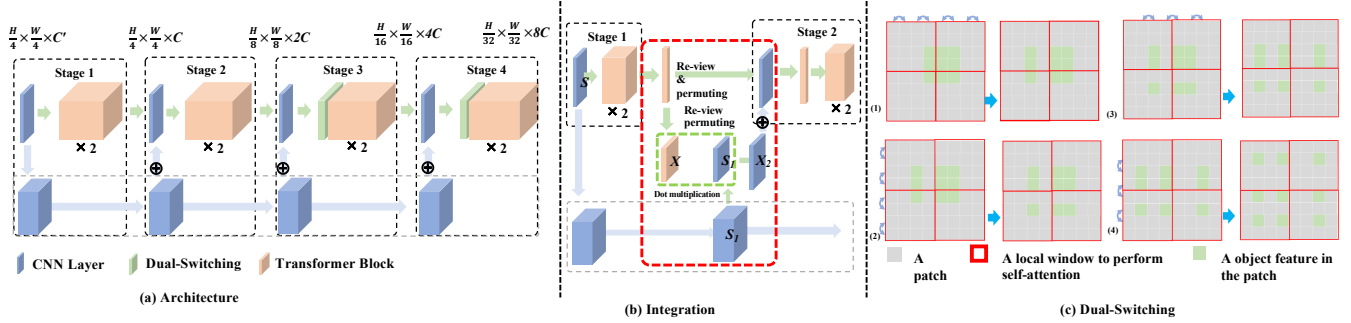 H/4 × W/4 × C′
H/4 × W/4 × C
H/8 × W/8 × 2C
H/16 × W/16 × 4C
H/32 × W/32 × 8C
Stage 1
Stage 2
Stage 3
Stage 4
× 2
× 2
× 2
× 2
⊕
⊕
⊕
CNN Layer
Dual-Switching
Transformer Block
(a) Architecture
Stage 1
Stage 2
S
× 2
Re-view
&
permuting
Re-view
permuting
× 2
⊕
X
S1
X2
Dot multiplication
S1
(b) Integration
(1)
(3)
(2)
(4)
A
patch
A local window to perform
self-attention
A object feature in
the patch
(c) Dual-Switching